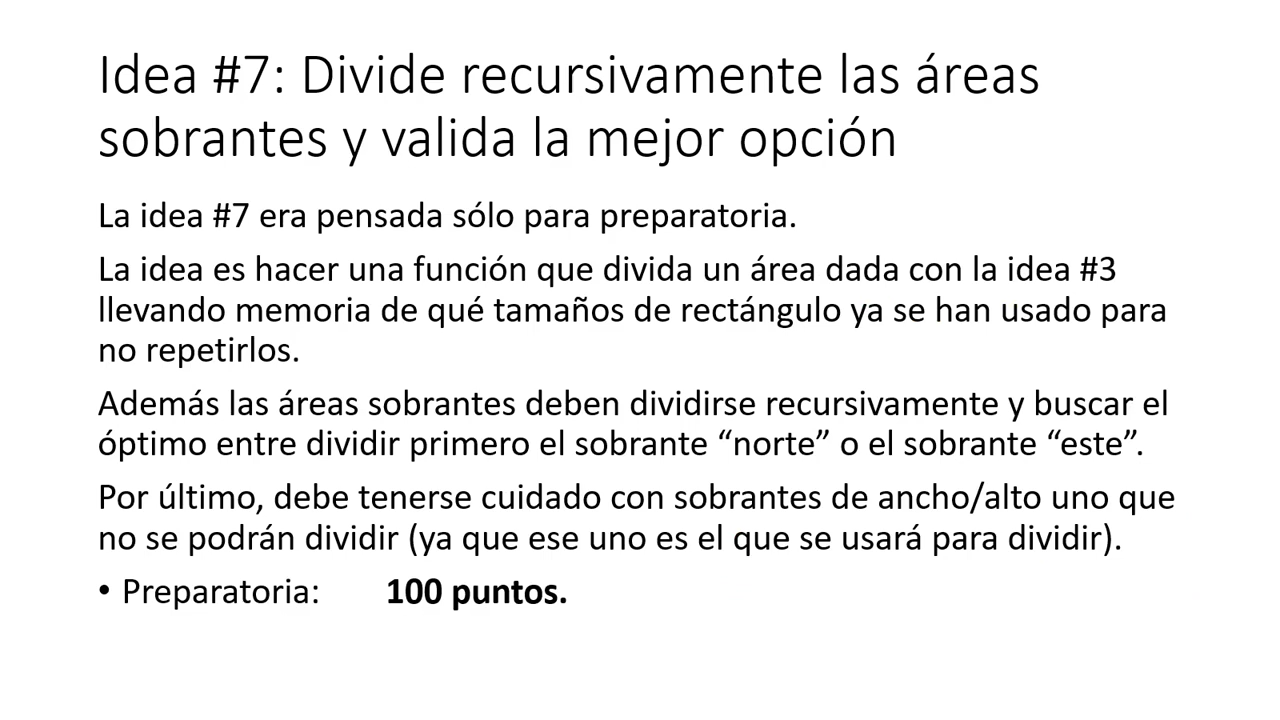 Idea #7: Divide recursivamente las áreas
sobrantes y valida la mejor opción
La idea #7 era pensada sólo para preparatoria.
La idea es hacer una función que divida un área dada con la idea #3
llevando memoria de qué tamaños de rectángulo ya se han usado para
no repetirlos.
Además las áreas sobrantes deben dividirse recursivamente y buscar el
óptimo entre dividir primero el sobrante “norte” o el sobrante “este”.
Por último, debe tenerse cuidado con sobrantes de ancho/alto uno que
no se podrán dividir (ya que ese uno es el que se usará para dividir).
• Preparatoria: 100 puntos.